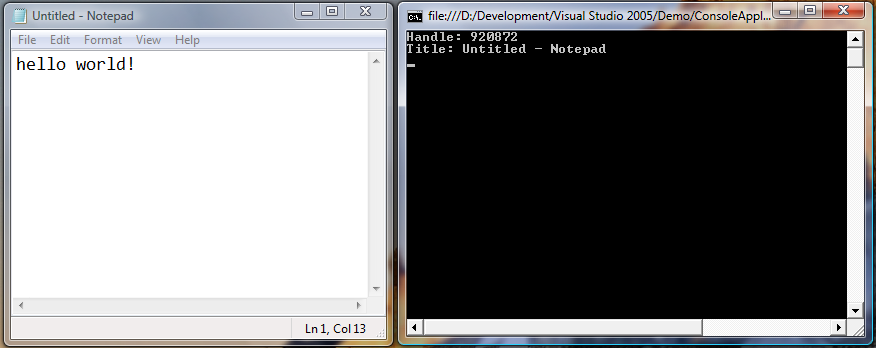 Untitled - Notepad
File Edit Format View Help
hello world!
Ln 1, Col 13
file:///D:/Development/Visual Studio 2005/Demo/ConsoleAppl...
Handle: 920872
Title: Untitled - Notepad